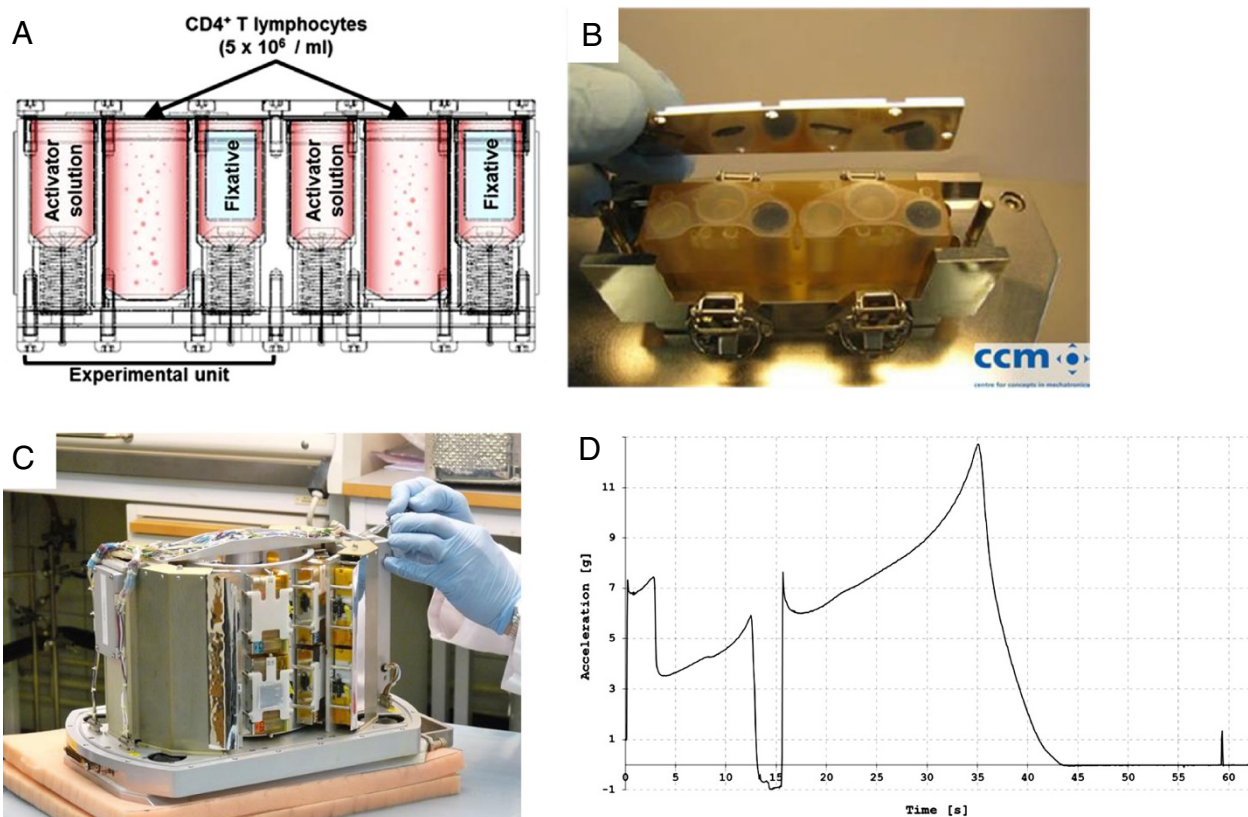 A
CD4⁺ T lymphocytes
(5 x 10⁶ / ml)
Activator
solution
Fixative
Activator
solution
Fixative
Experimental unit
B
ccm
centre for concepts in mechatronics
C
D
Acceleration [g]
11
9
7
5
3
1
-1
0
5
10
15
20
25
30
35
40
45
50
55
60
Time [s]